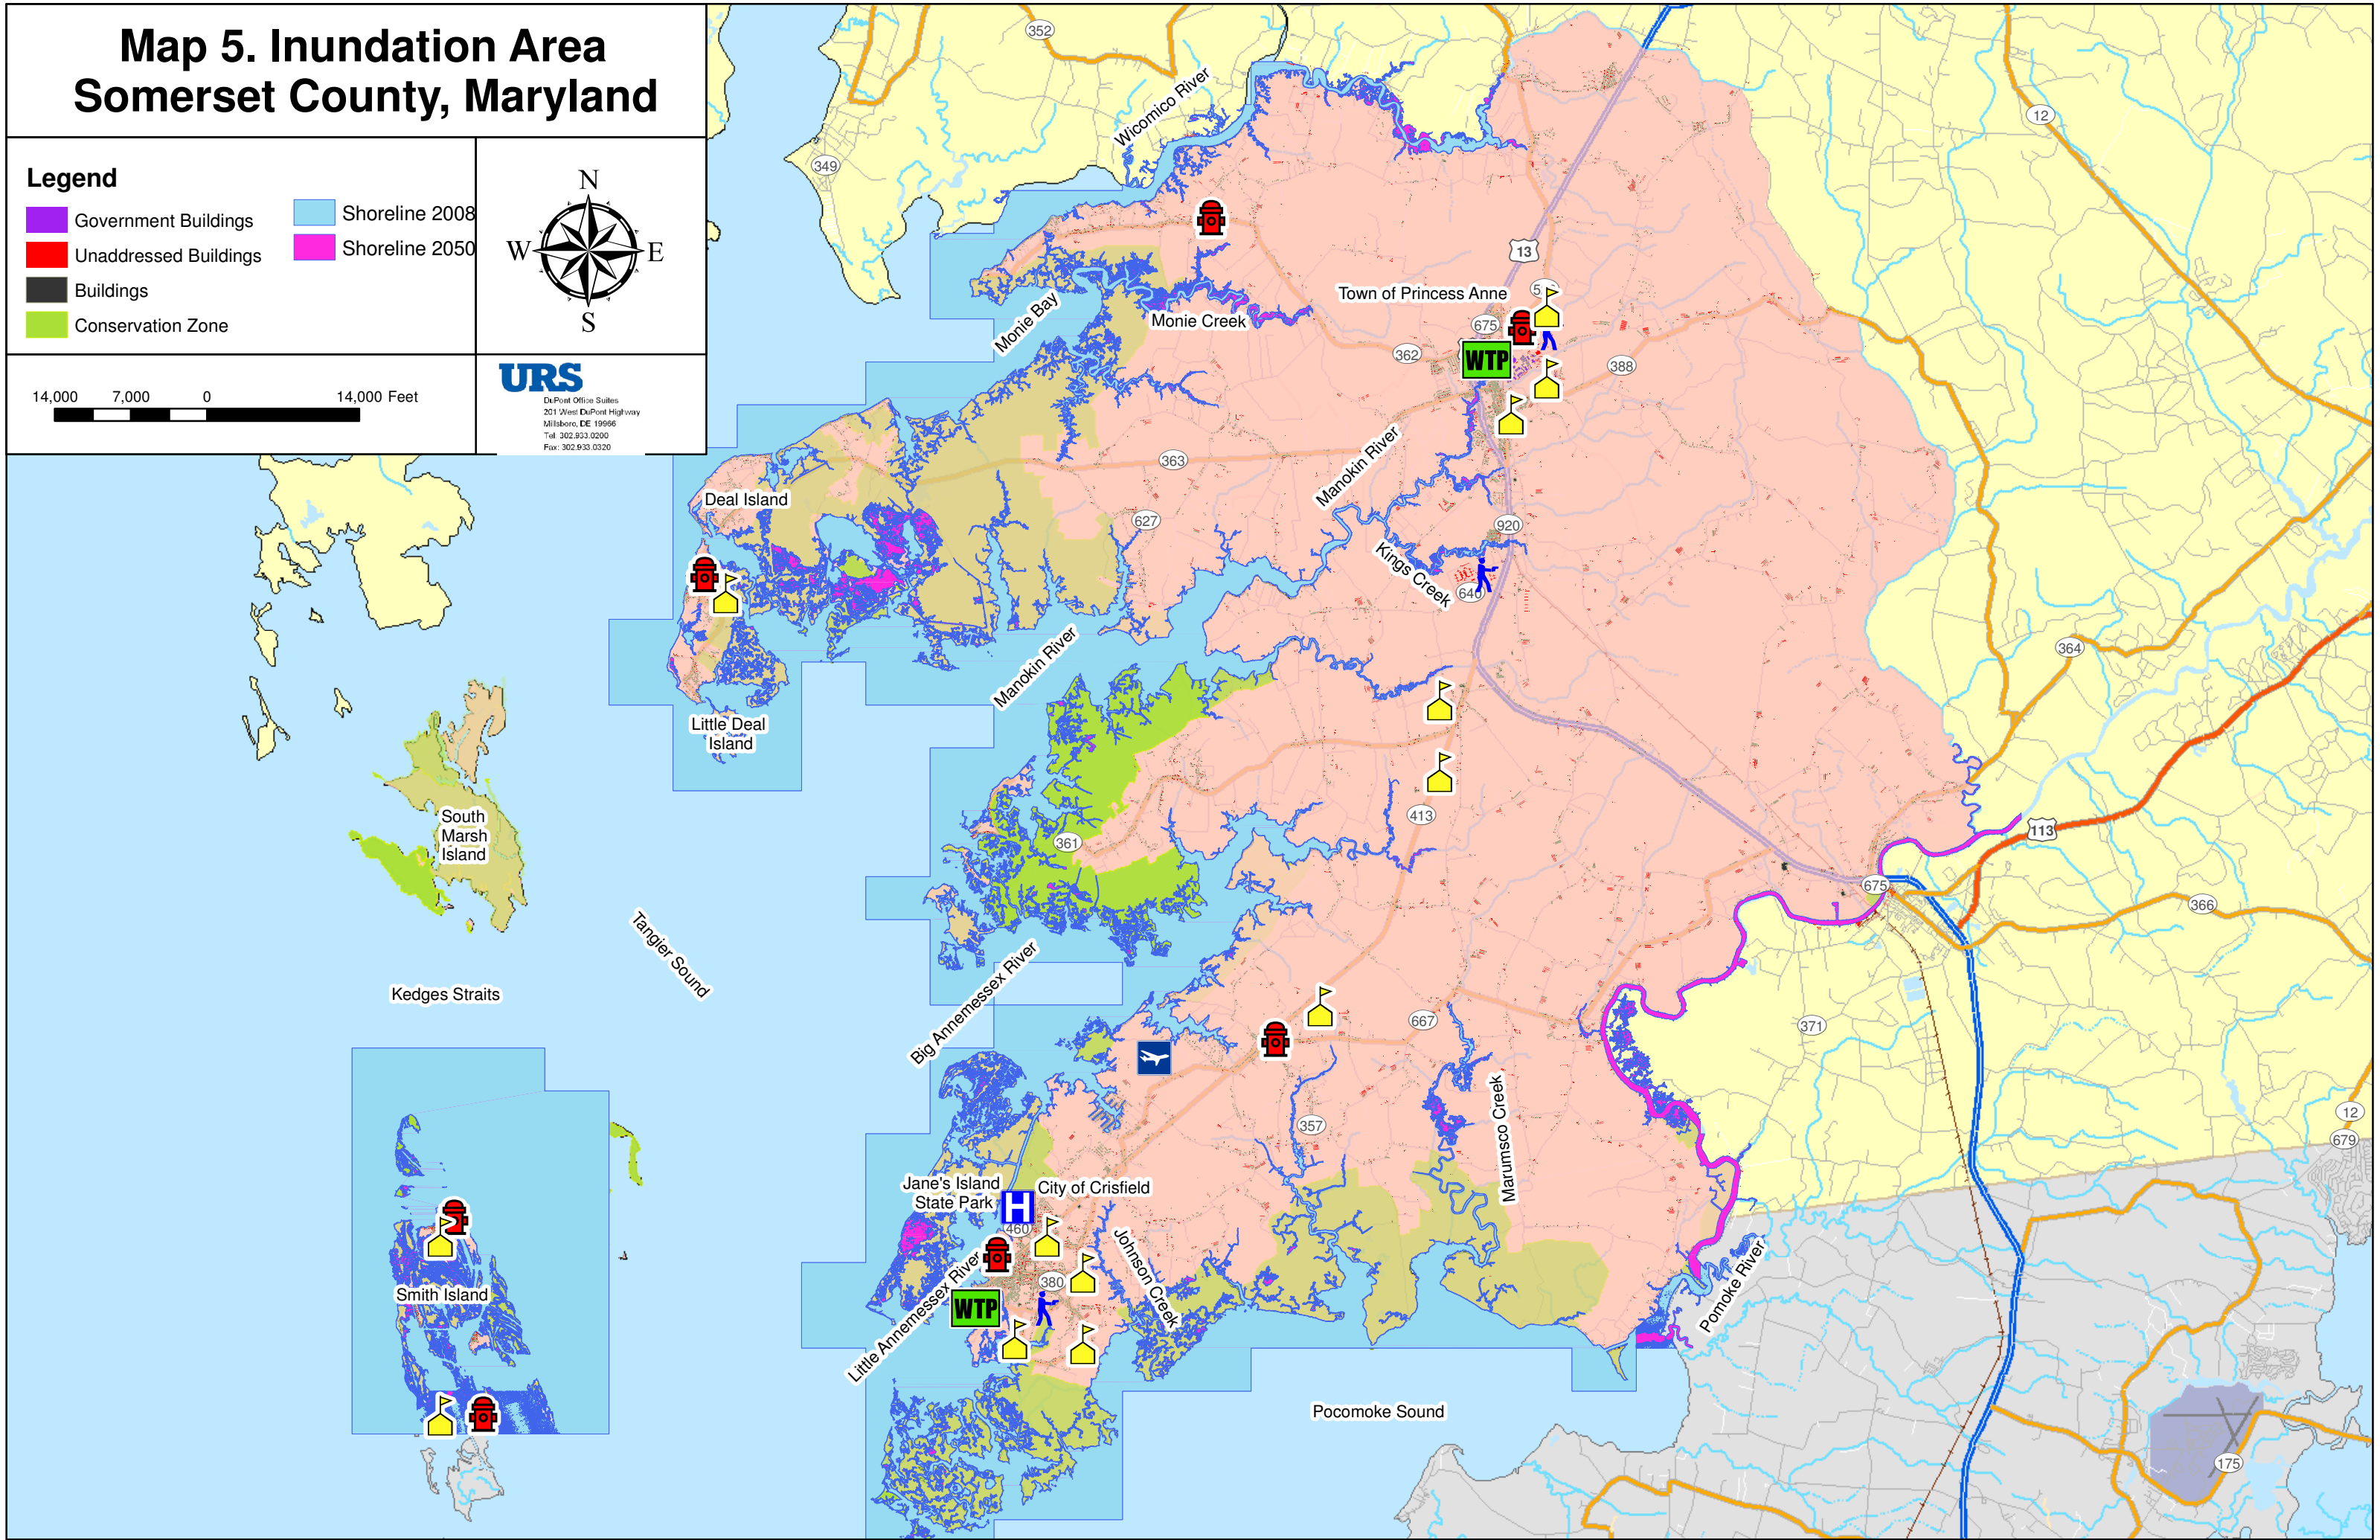 Map 5. Inundation Area
Somerset County, Maryland
Legend
Government Buildings
Unaddressed Buildings
Buildings
Conservation Zone
Shoreline 2008
Shoreline 2050
N
W
E
S
14,000
7,000
0
14,000 Feet
URS
DuPont Office Suites
201 West DuPont Highway
Millsboro, DE 19966
Tel: 302.933.0200
Fax: 302.933.0320
352
349
12
Wicomico River
13
Town of Princess Anne
675
WTP
362
388
Monie Bay
Monie Creek
363
Manokin River
Deal Island
627
920
Kings Creek
640
364
Manokin River
Little Deal
Island
South
Marsh
Island
361
413
113
675
366
Tangier Sound
Kedges Straits
Big Annemessex River
667
371
357
Marumsco Creek
12
679
Jane's Island
State Park
H
City of Crisfield
460
380
Johnson Creek
WTP
Little Annemessex River
Smith Island
Pomoke River
Pocomoke Sound
175